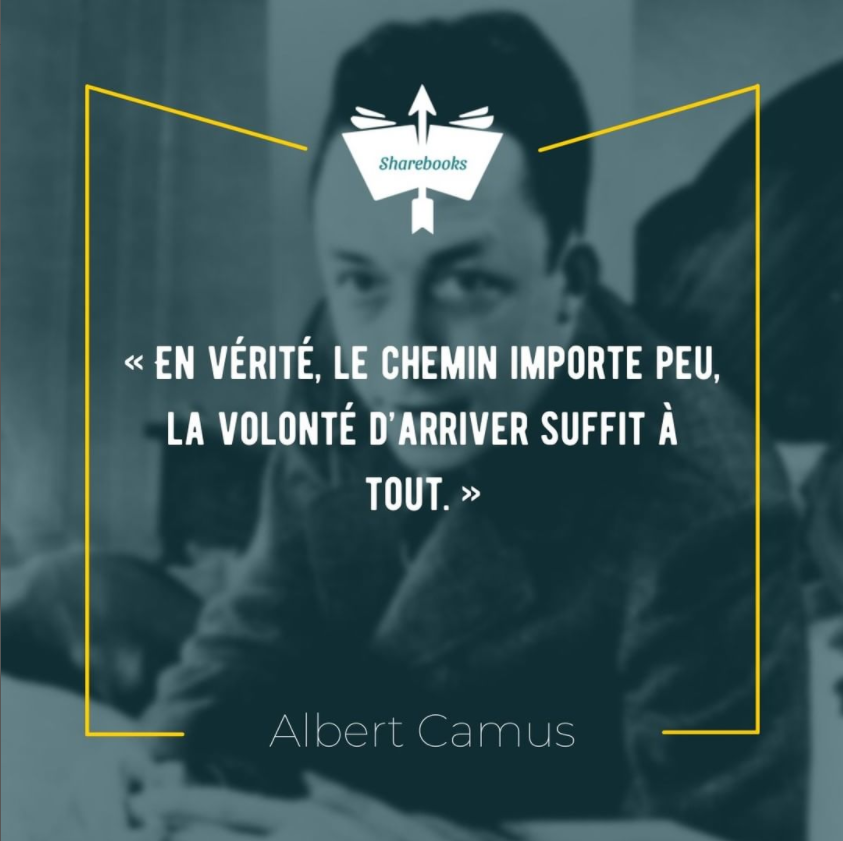 Sharebooks
« EN VÉRITÉ, LE CHEMIN IMPORTE PEU,
LA VOLONTÉ D'ARRIVER SUFFIT À
TOUT. »
Albert Camus